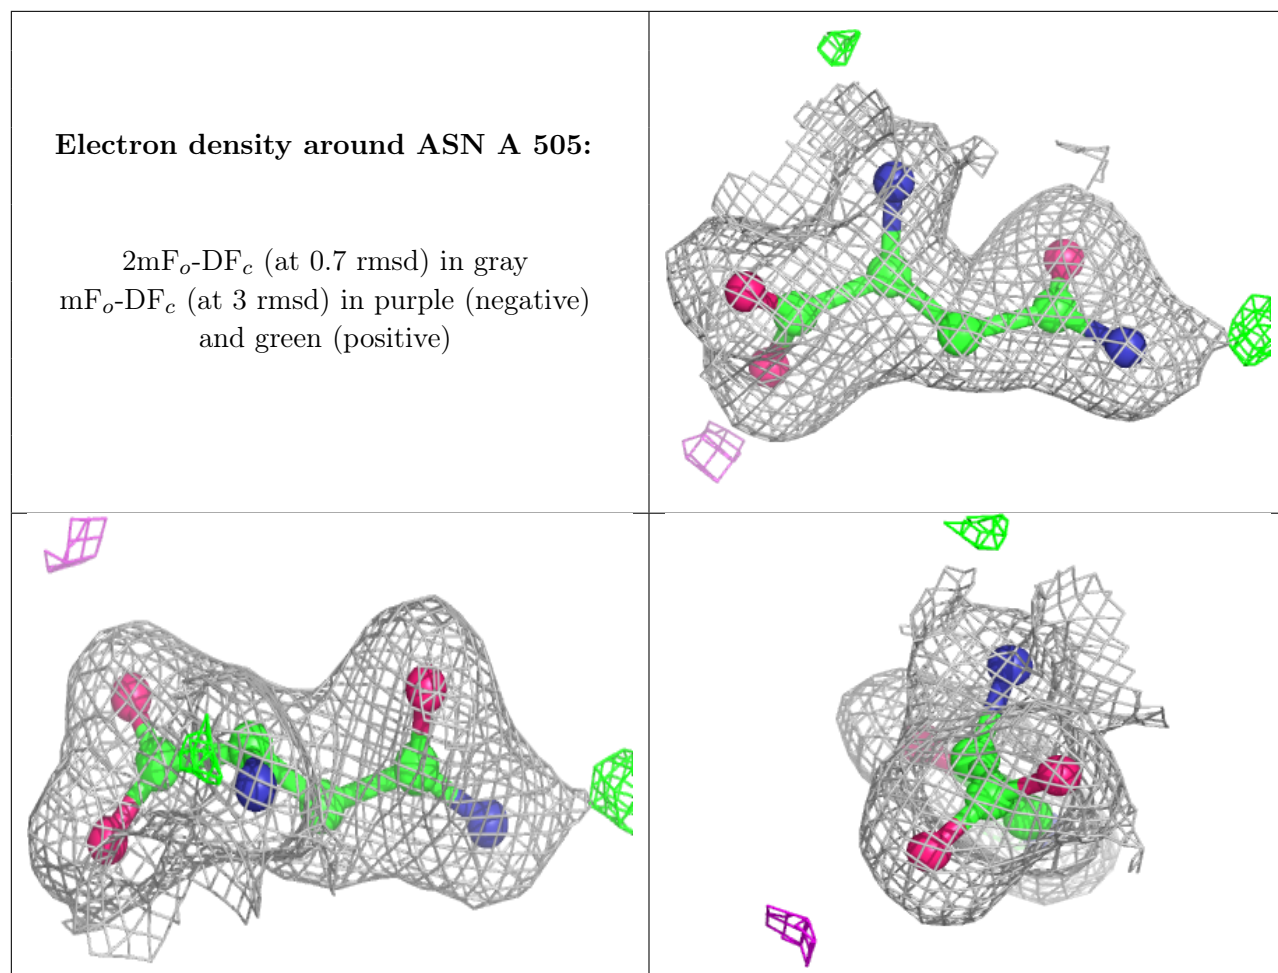 Electron density around ASN A 505:
2mFₒ-DF𝒸 (at 0.7 rmsd) in gray
mFₒ-DF𝒸 (at 3 rmsd) in purple (negative)
and green (positive)